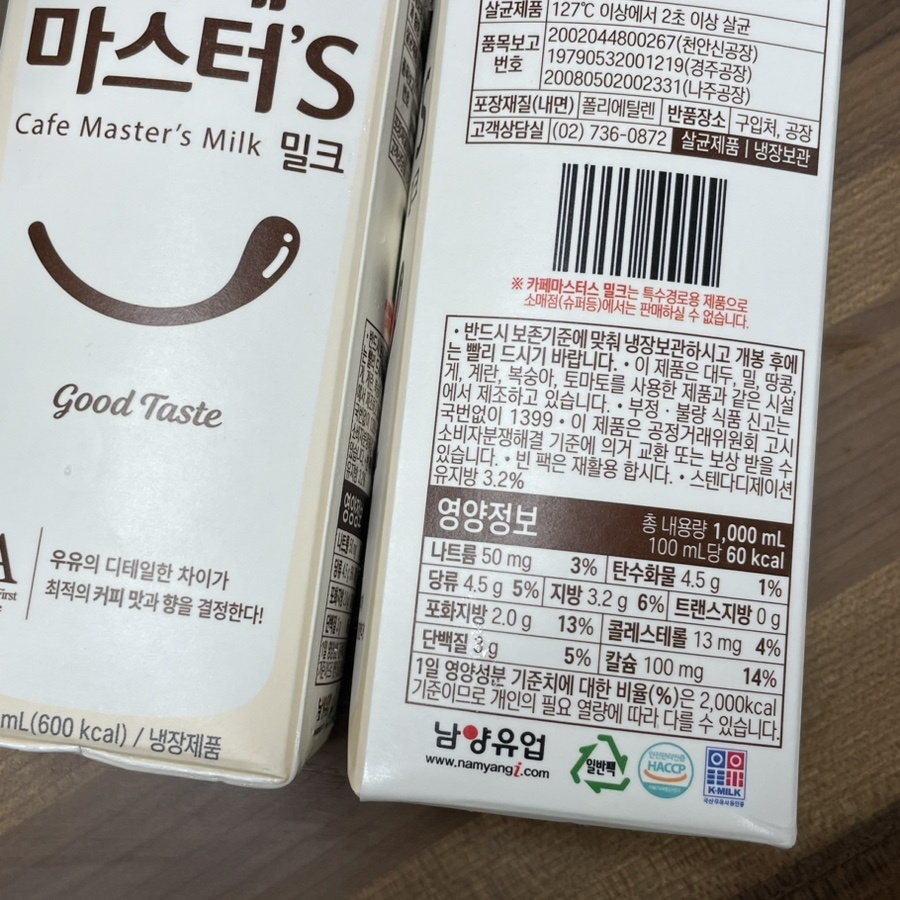 마스터'S
Cafe Master's Milk 밀크
Good Taste
우유의 디테일한 차이가
최적의 커피 맛과 향을 결정한다!
mL(600 kcal) / 냉장제품
살균제품 127℃ 이상에서 2초 이상 살균
품목보고번호 2002044800267(천안신공장)
19790532001219(경주공장)
20080502002331(나주공장)
포장재질(내면) 폴리에틸렌 반품장소 구입처, 공장
고객상담실 (02) 736-0872 살균제품 | 냉장보관
※ 카페마스터스 밀크는 특수경로용 제품으로
소매점(슈퍼등)에서는 판매하실 수 없습니다.
• 반드시 보존기준에 맞춰 냉장보관하시고 개봉 후에
는 빨리 드시기 바랍니다. • 이 제품은 대두, 밀, 땅콩,
게, 계란, 복숭아, 토마토를 사용한 제품과 같은 시설
에서 제조하고 있습니다. • 부정 · 불량 식품 신고는
국번없이 1399 • 이 제품은 공정거래위원회 고시
소비자분쟁해결 기준에 의거 교환 또는 보상 받을 수
있습니다. • 빈 팩은 재활용 합시다. • 스텐다디제이션
유지방 3.2%
영양정보 총 내용량 1,000 mL
100 mL당 60 kcal
나트륨 50 mg 3% 탄수화물 4.5 g 1%
당류 4.5 g 5% 지방 3.2 g 6% 트랜스지방 0 g
포화지방 2.0 g 13% 콜레스테롤 13 mg 4%
단백질 3 g 5% 칼슘 100 mg 14%
1일 영양성분 기준치에 대한 비율(%)은 2,000kcal
기준이므로 개인의 필요 열량에 따라 다를 수 있습니다.
남양유업
www.namyangi.com
일반팩
HACCP
K-MILK